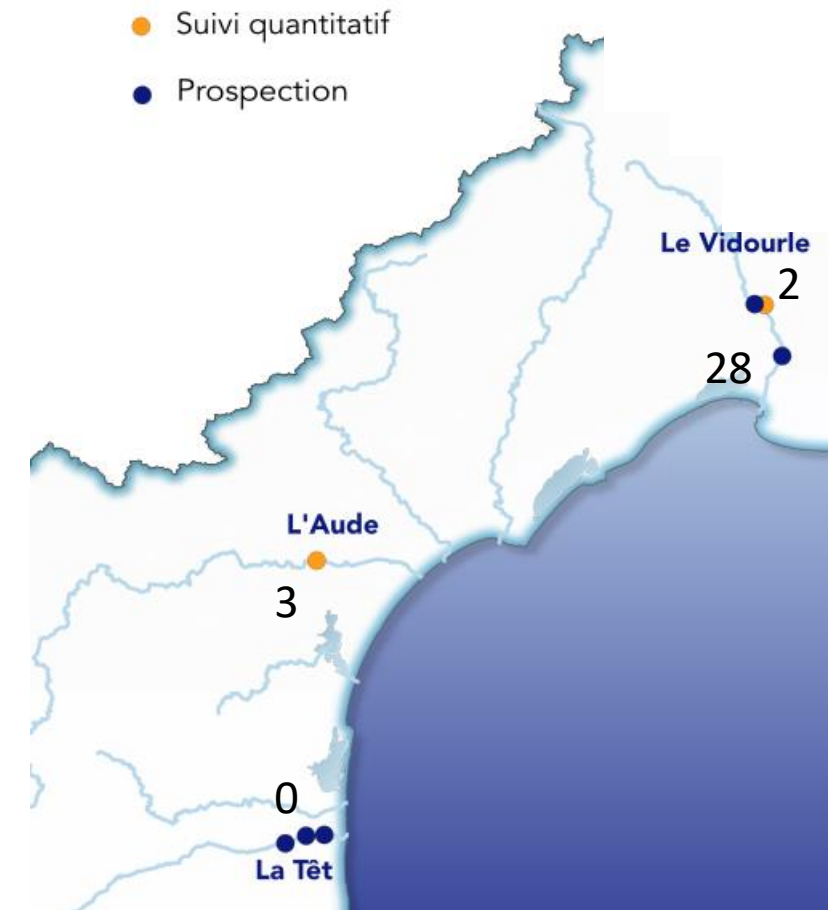 Suivi quantitatif
Prospection
Le Vidourle
2
28
L'Aude
3
0
La Têt